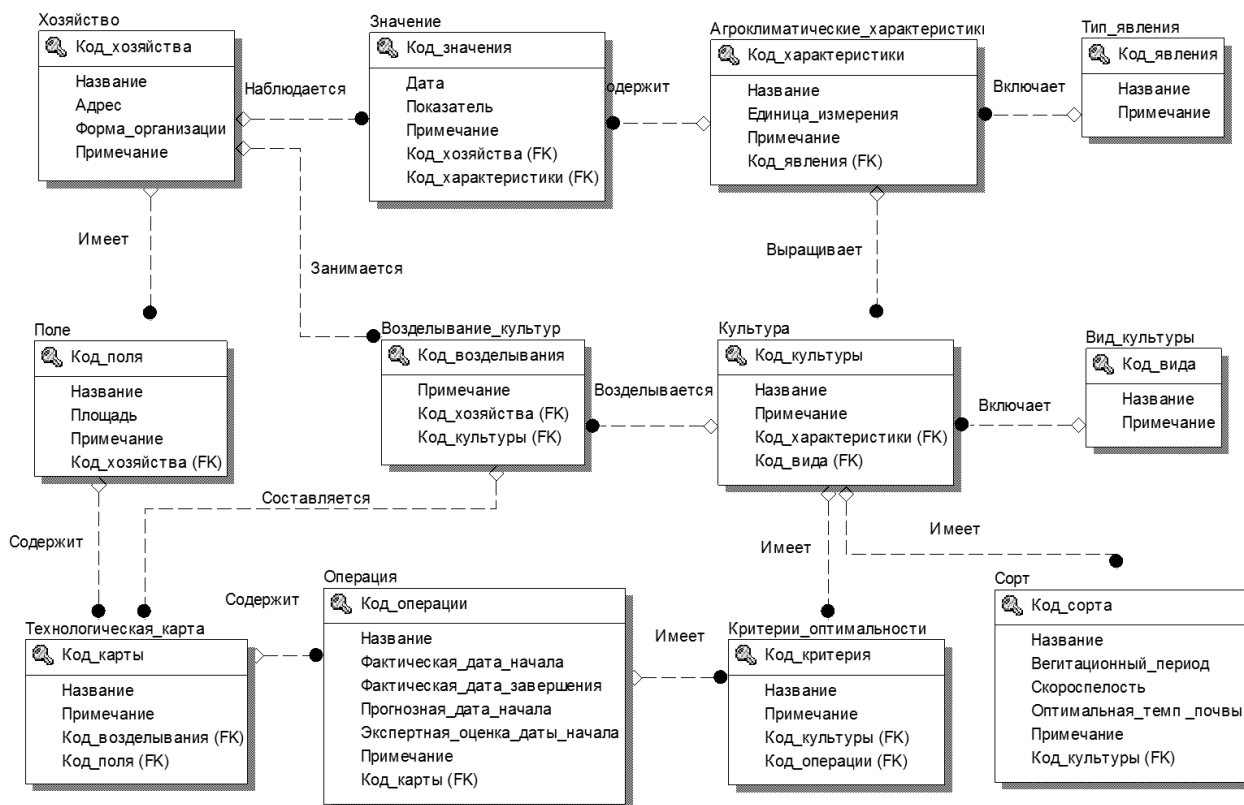 Хозяйство
Код_хозяйства
Название
Адрес
Форма_организации
Примечание
Наблюдается
Значение
Код_значения
Дата
Показатель
Примечание
Код_хозяйства (FK)
Код_характеристики (FK)
одержит
Агроклиматические_характеристики
Код_характеристики
Название
Единица_измерения
Примечание
Код_явления (FK)
Включает
Тип_явления
Код_явления
Название
Примечание
Имеет
Занимается
Выращивает
Поле
Код_поля
Название
Площадь
Примечание
Код_хозяйства (FK)
Возделывание_культур
Код_возделывания
Примечание
Код_хозяйства (FK)
Код_культуры (FK)
Возделывается
Культура
Код_культуры
Название
Примечание
Код_характеристики (FK)
Код_вида (FK)
Включает
Вид_культуры
Код_вида
Название
Примечание
Содержит
Составляется
Имеет
Имеет
Технологическая_карта
Код_карты
Название
Примечание
Код_возделывания (FK)
Код_поля (FK)
Содержит
Операция
Код_операции
Название
Фактическая_дата_начала
Фактическая_дата_завершения
Прогнозная_дата_начала
Экспертная_оценка_даты_начала
Примечание
Код_карты (FK)
Имеет
Критерии_оптимальности
Код_критерия
Название
Примечание
Код_культуры (FK)
Код_операции (FK)
Сорт
Код_сорта
Название
Вегитационный_период
Скороспелость
Оптимальная_темп _почвы
Примечание
Код_культуры (FK)